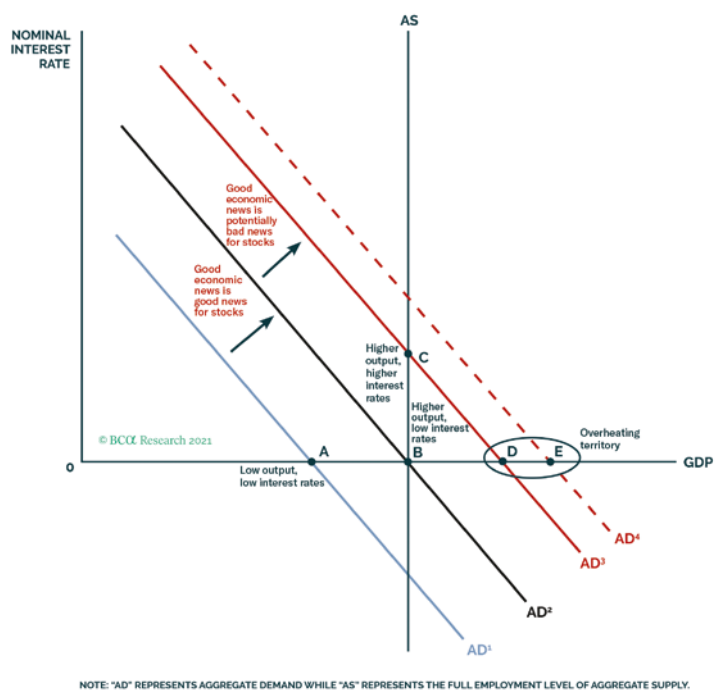 AS
NOMINAL
INTEREST
RATE
Good
economic
news is
potentially
bad news
for stocks
Good
economic
news is
good news
for stocks
Higher
output,
higher
interest
rates
C
Higher
output,
low interest
rates
© BCα Research 2021
A
B
D
E
Overheating
territory
0
GDP
Low output,
low interest rates
AD⁴
AD³
AD²
AD¹
NOTE: "AD" REPRESENTS AGGREGATE DEMAND WHILE "AS" REPRESENTS THE FULL EMPLOYMENT LEVEL OF AGGREGATE SUPPLY.